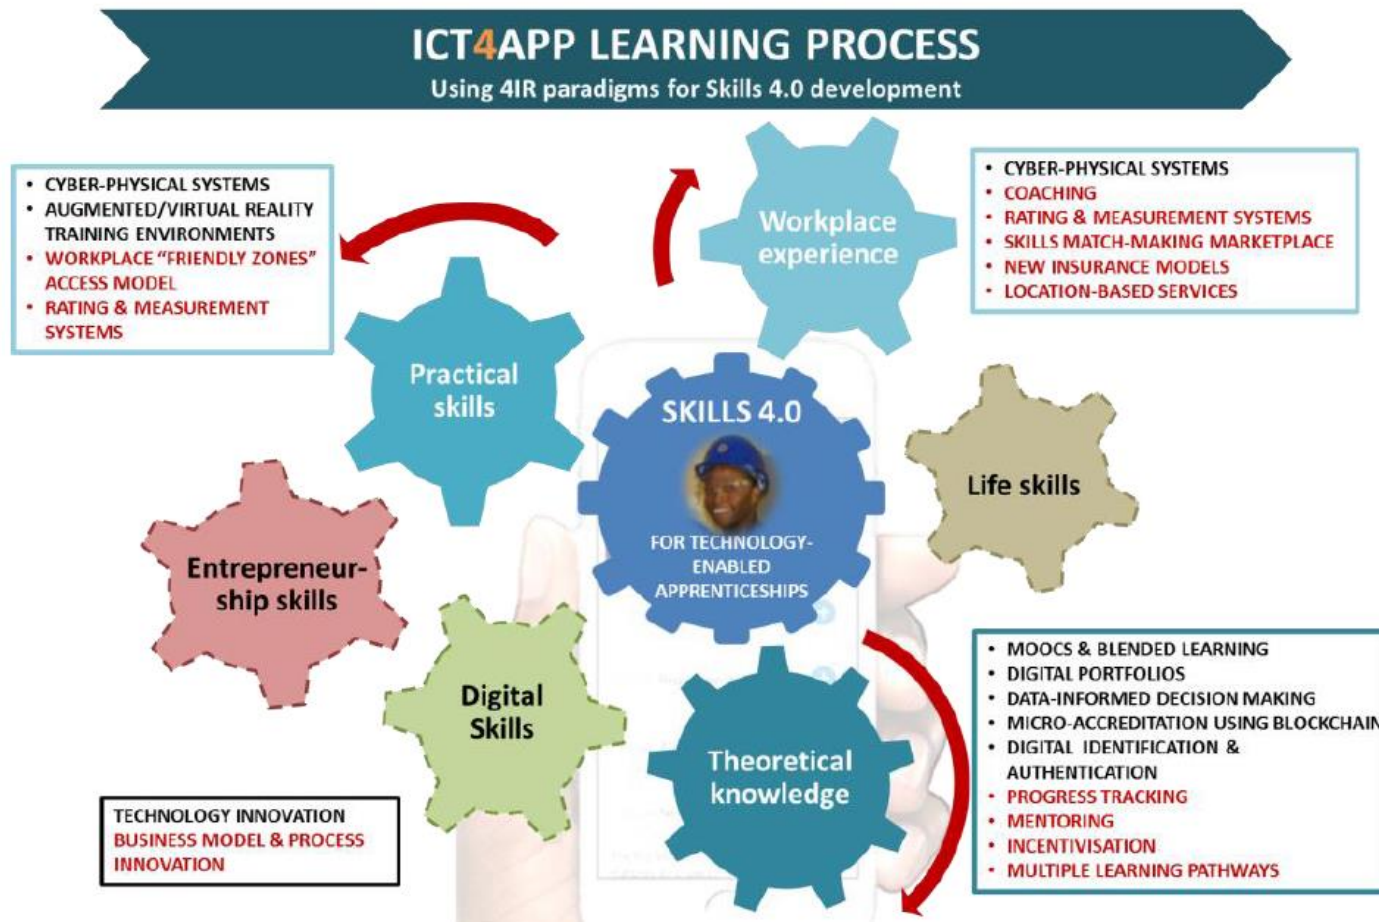 ICT4APP LEARNING PROCESS
Using 4IR paradigms for Skills 4.0 development
• CYBER-PHYSICAL SYSTEMS
• AUGMENTED/VIRTUAL REALITY
TRAINING ENVIRONMENTS
• WORKPLACE “FRIENDLY ZONES”
ACCESS MODEL
• RATING & MEASUREMENT
SYSTEMS
Workplace
experience
• CYBER-PHYSICAL SYSTEMS
• COACHING
• RATING & MEASUREMENT SYSTEMS
• SKILLS MATCH-MAKING MARKETPLACE
• NEW INSURANCE MODELS
• LOCATION-BASED SERVICES
Practical
skills
SKILLS 4.0
FOR TECHNOLOGY-
ENABLED
APPRENTICESHIPS
Life skills
Entrepreneur-
ship skills
Digital
Skills
Theoretical
knowledge
• MOOCS & BLENDED LEARNING
• DIGITAL PORTFOLIOS
• DATA-INFORMED DECISION MAKING
• MICRO-ACCREDITATION USING BLOCKCHAIN
• DIGITAL IDENTIFICATION &
AUTHENTICATION
• PROGRESS TRACKING
• MENTORING
• INCENTIVISATION
• MULTIPLE LEARNING PATHWAYS
TECHNOLOGY INNOVATION
BUSINESS MODEL & PROCESS
INNOVATION